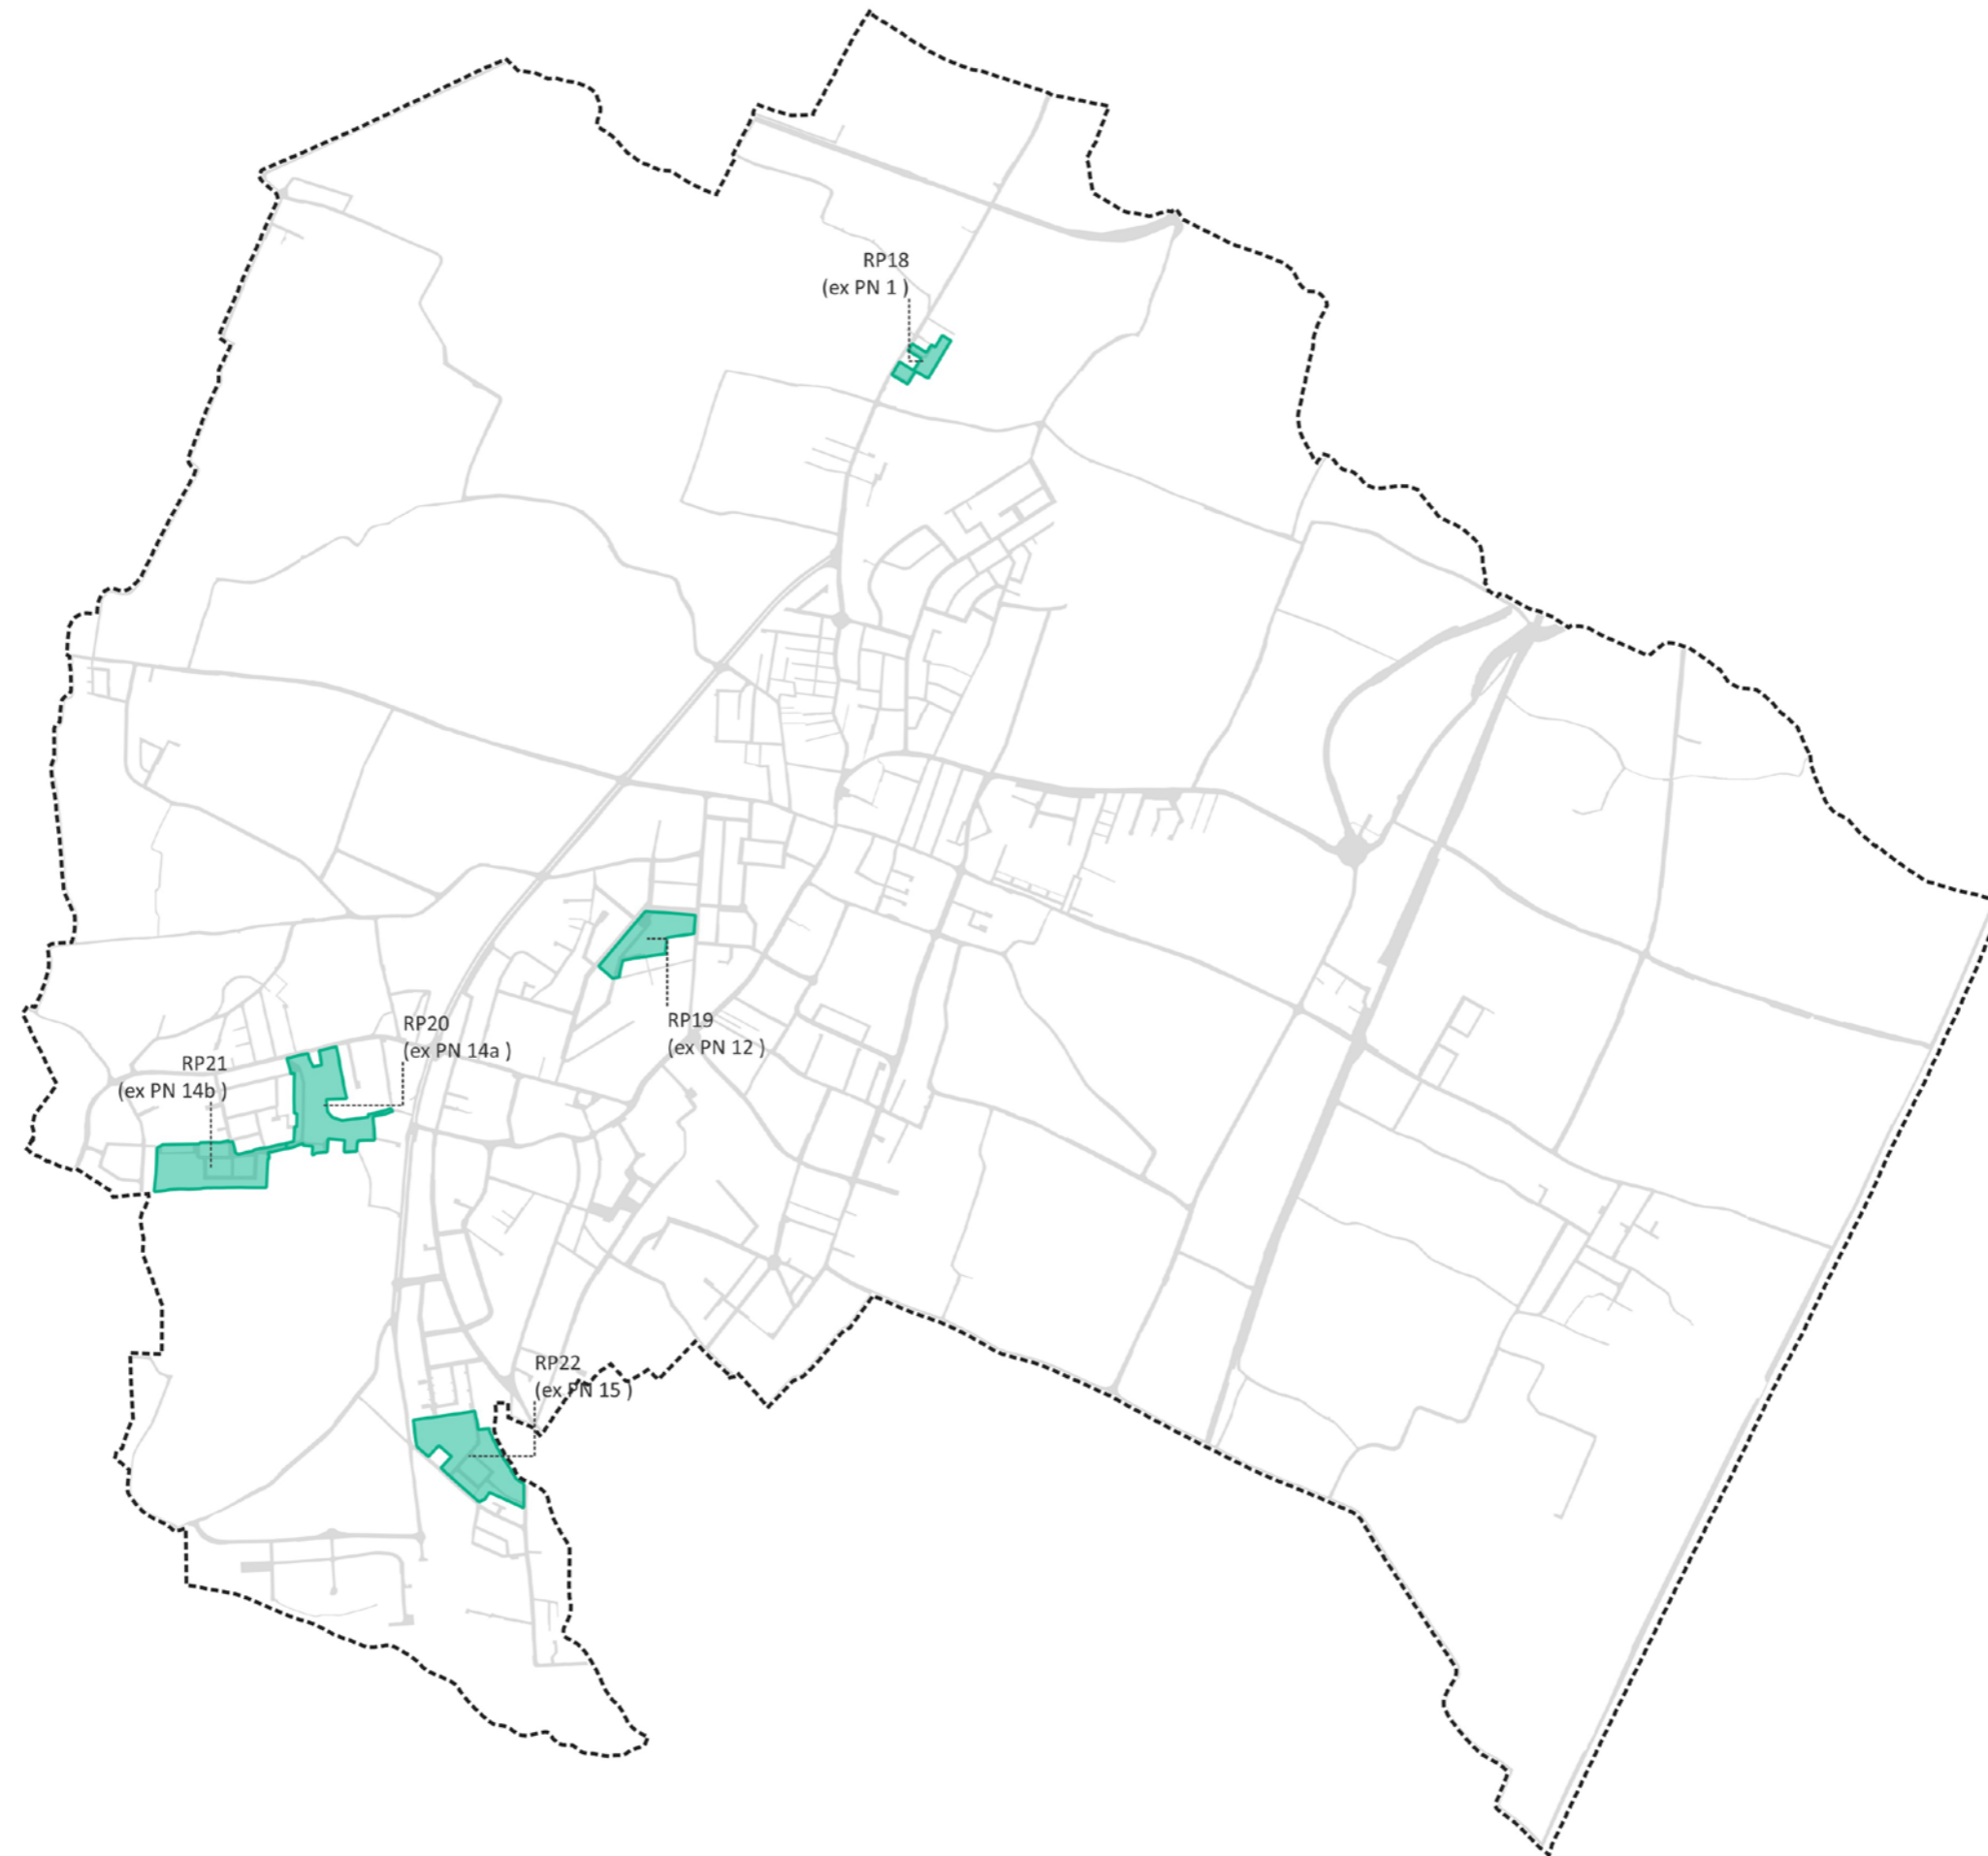 RP18
(ex PN 1 )
RP19
(ex PN 12 )
RP20
(ex PN 14a )
RP21
(ex PN 14b )
RP22
(ex PN 15 )